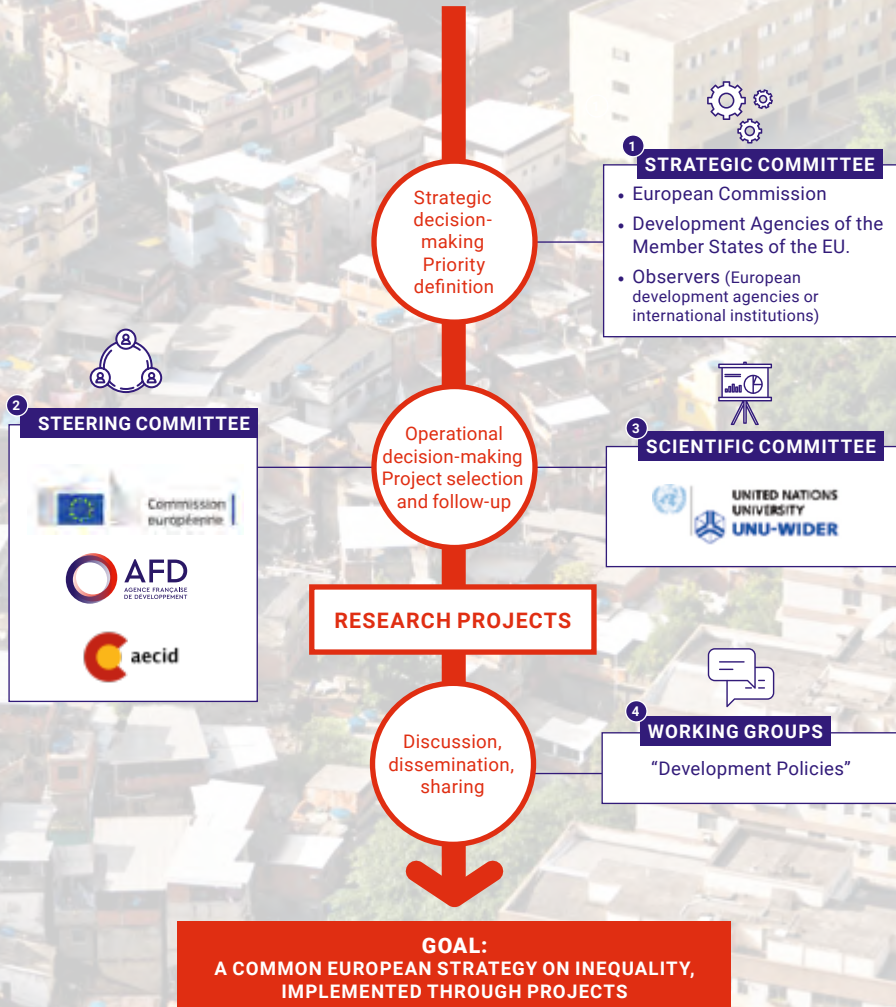 Strategic
decision-
making
Priority
definition
1
STRATEGIC COMMITTEE
• European Commission
• Development Agencies of the
Member States of the EU.
• Observers (European
development agencies or
international institutions)
2
STEERING COMMITTEE
Commission
européenne
AFD
AGENCE FRANÇAISE
DE DÉVELOPPEMENT
aecid
Operational
decision-making
Project selection
and follow-up
3
SCIENTIFIC COMMITTEE
UNITED NATIONS
UNIVERSITY
UNU-WIDER
RESEARCH PROJECTS
Discussion,
dissemination,
sharing
4
WORKING GROUPS
“Development Policies”
GOAL:
A COMMON EUROPEAN STRATEGY ON INEQUALITY,
IMPLEMENTED THROUGH PROJECTS